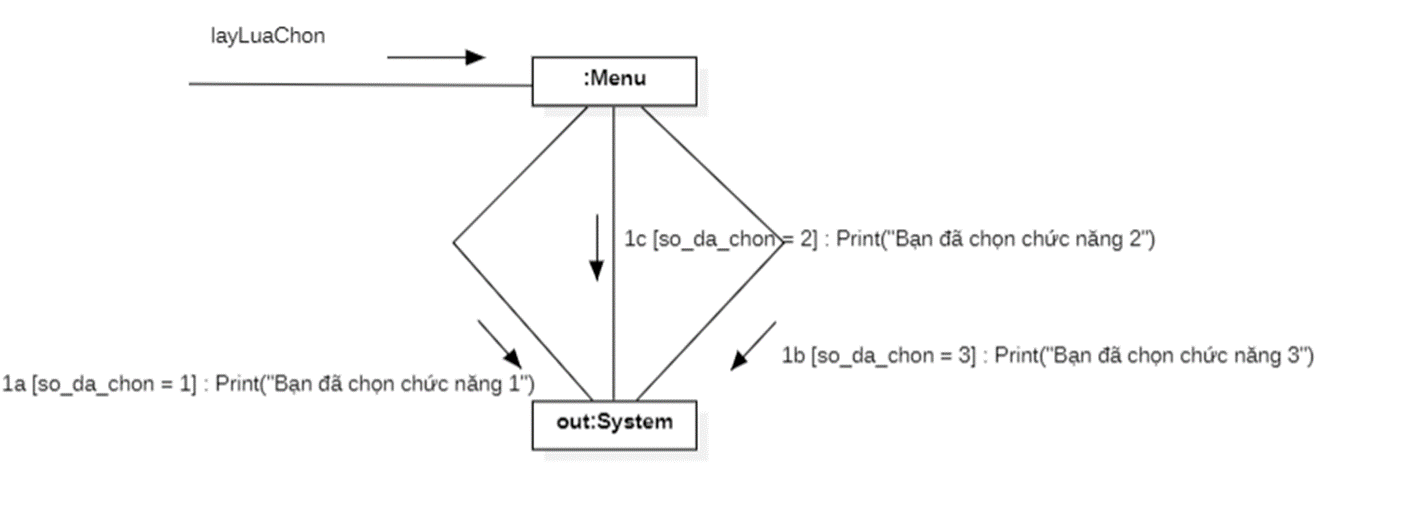 layLuaChon
:Menu
1c [so_da_chon = 2] : Print("Bạn đã chọn chức năng 2")
1b [so_da_chon = 3] : Print("Bạn đã chọn chức năng 3")
1a [so_da_chon = 1] : Print("Bạn đã chọn chức năng 1")
out:System